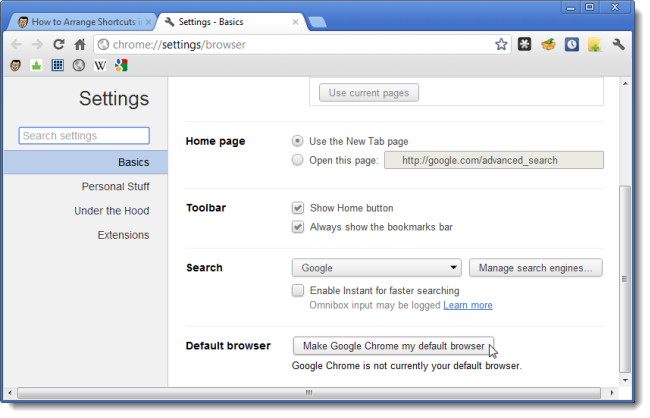 How to Arrange Shortcuts i
Settings - Basics
chrome://settings/browser
W
Settings
Search settings
Basics
Personal Stuff
Under the Hood
Extensions
Use current pages
Home page
Use the New Tab page
Open this page: http://google.com/advanced_search
Toolbar
Show Home button
Always show the bookmarks bar
Search
Google
Manage search engines...
Enable Instant for faster searching
Omnibox input may be logged Learn more
Default browser
Make Google Chrome my default browser
Google Chrome is not currently your default browser.